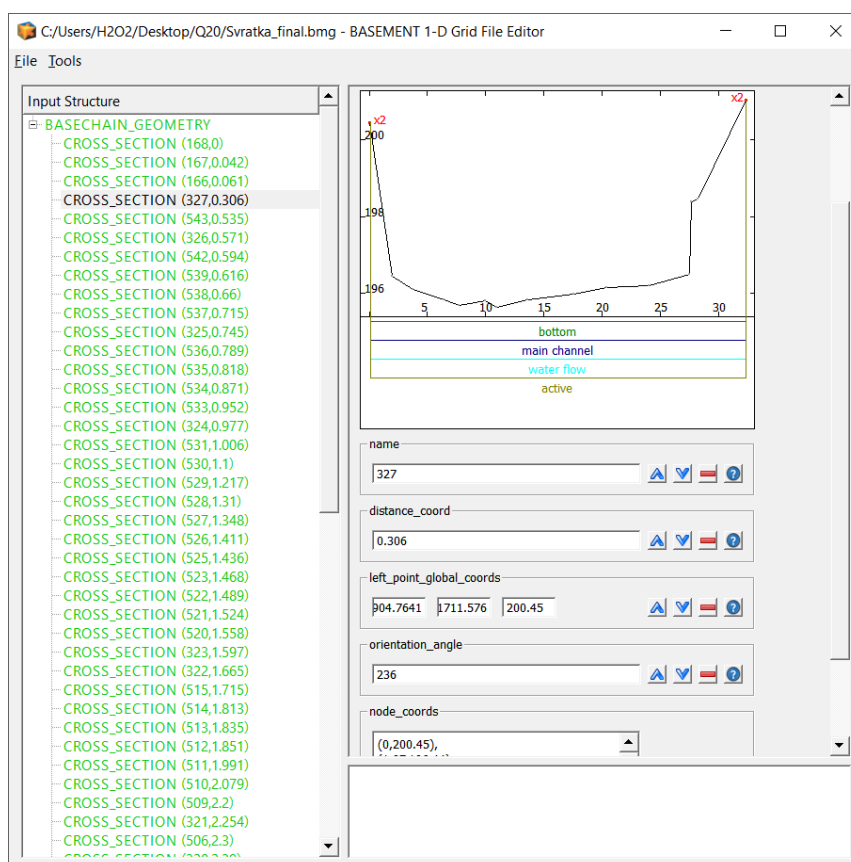 C:/Users/H2O2/Desktop/Q20/Svratka_final.bmg - BASEMENT 1-D Grid File Editor
File Tools
Input Structure
BASECHAIN_GEOMETRY
CROSS_SECTION (168,0)
CROSS_SECTION (167,0.042)
CROSS_SECTION (166,0.061)
CROSS_SECTION (327,0.306)
CROSS_SECTION (543,0.535)
CROSS_SECTION (326,0.571)
CROSS_SECTION (542,0.594)
CROSS_SECTION (539,0.616)
CROSS_SECTION (538,0.66)
CROSS_SECTION (537,0.715)
CROSS_SECTION (325,0.745)
CROSS_SECTION (536,0.789)
CROSS_SECTION (535,0.818)
CROSS_SECTION (534,0.871)
CROSS_SECTION (533,0.952)
CROSS_SECTION (324,0.977)
CROSS_SECTION (531,1.006)
CROSS_SECTION (530,1.1)
CROSS_SECTION (529,1.217)
CROSS_SECTION (528,1.31)
CROSS_SECTION (527,1.348)
CROSS_SECTION (526,1.411)
CROSS_SECTION (525,1.436)
CROSS_SECTION (523,1.468)
CROSS_SECTION (522,1.489)
CROSS_SECTION (521,1.524)
CROSS_SECTION (520,1.558)
CROSS_SECTION (323,1.597)
CROSS_SECTION (322,1.665)
CROSS_SECTION (515,1.715)
CROSS_SECTION (514,1.813)
CROSS_SECTION (513,1.835)
CROSS_SECTION (512,1.851)
CROSS_SECTION (511,1.991)
CROSS_SECTION (510,2.079)
CROSS_SECTION (509,2.2)
CROSS_SECTION (321,2.254)
CROSS_SECTION (506,2.3)
x2 x2
200
198
196
5 10 15 20 25 30
bottom
main channel
water flow
active
name
327
distance_coord
0.306
left_point_global_coords
904.7641 1711.576 200.45
orientation_angle
236
node_coords
(0,200.45),